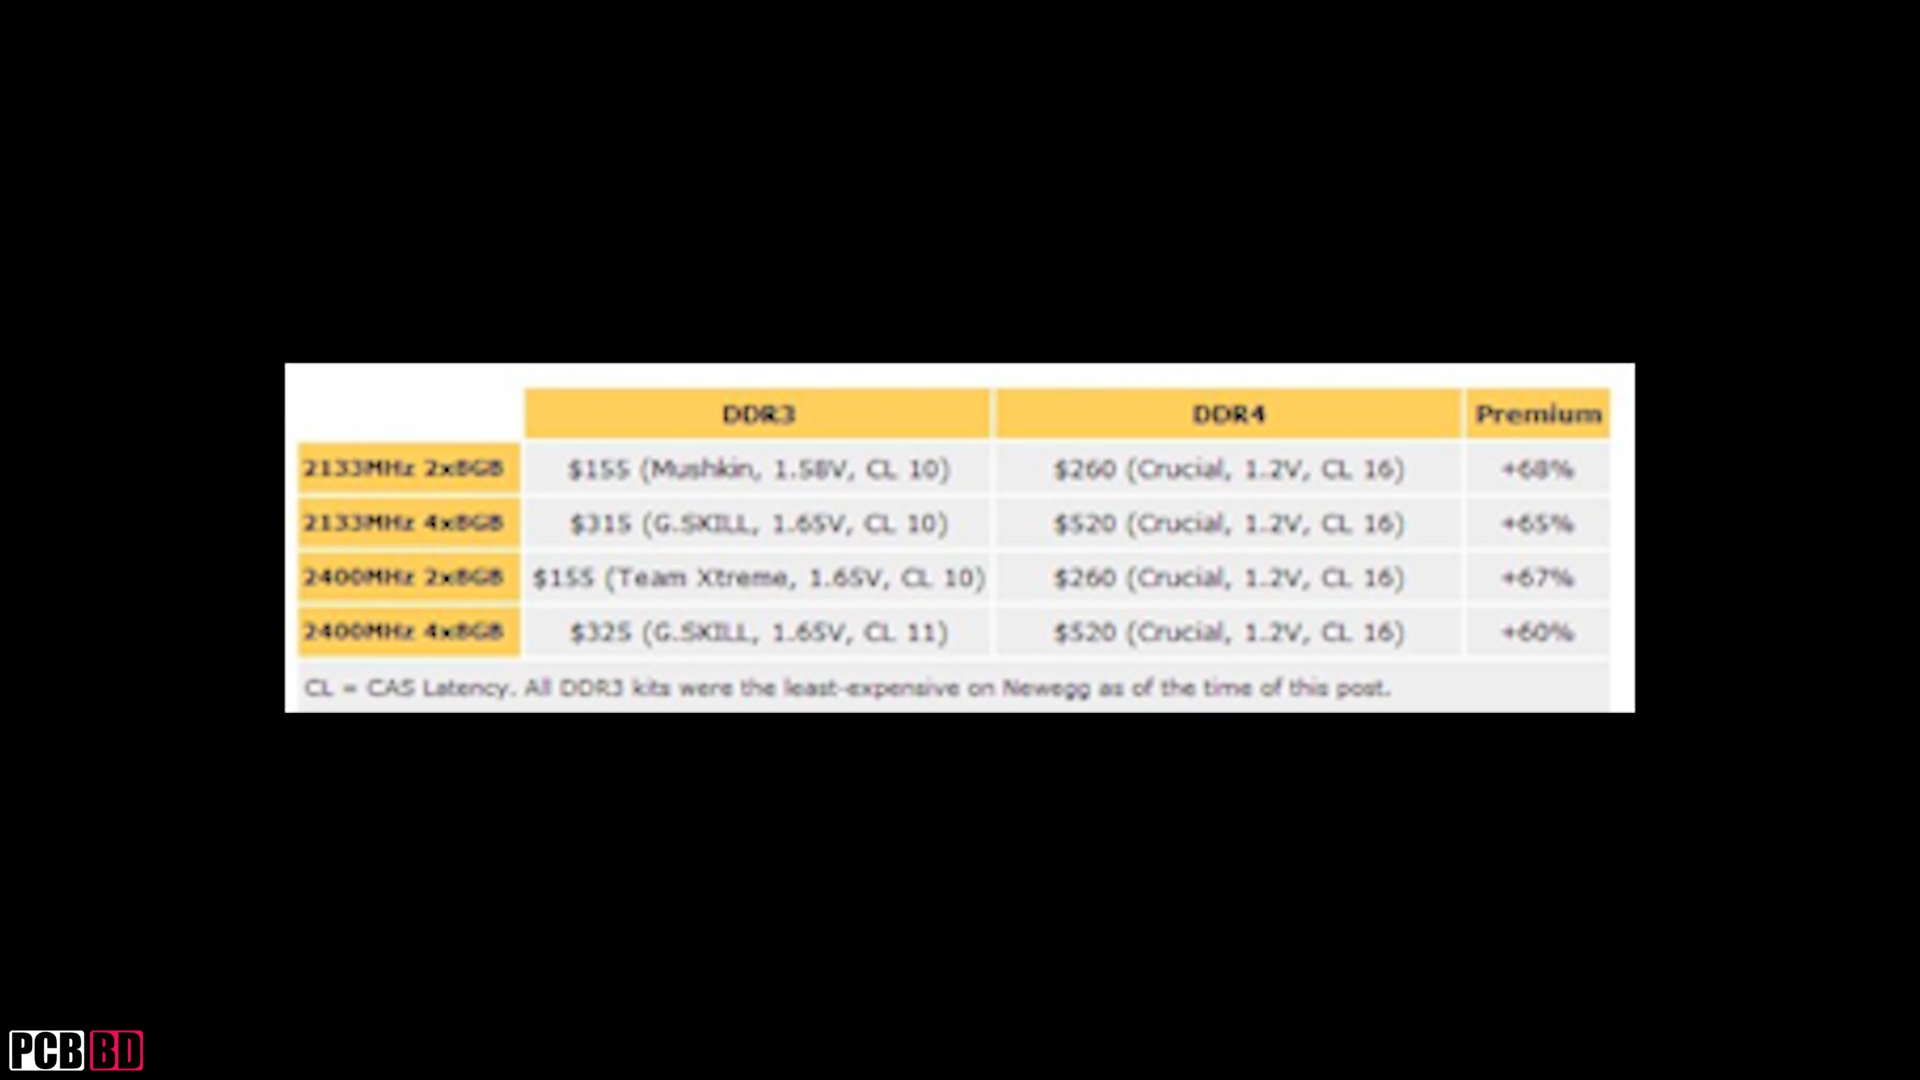 DDR3 DDR4 Premium
2133MHz 2x8GB $155 (Mushkin, 1.58V, CL 10) $260 (Crucial, 1.2V, CL 16) +68%
2133MHz 4x8GB $315 (G.SKILL, 1.65V, CL 10) $520 (Crucial, 1.2V, CL 16) +65%
2400MHz 2x8GB $155 (Team Xtreme, 1.65V, CL 10) $260 (Crucial, 1.2V, CL 16) +67%
2400MHz 4x8GB $325 (G.SKILL, 1.65V, CL 11) $520 (Crucial, 1.2V, CL 16) +60%
CL = CAS Latency. All DDR3 kits were the least-expensive on Newegg as of the time of this post.
PCB BD